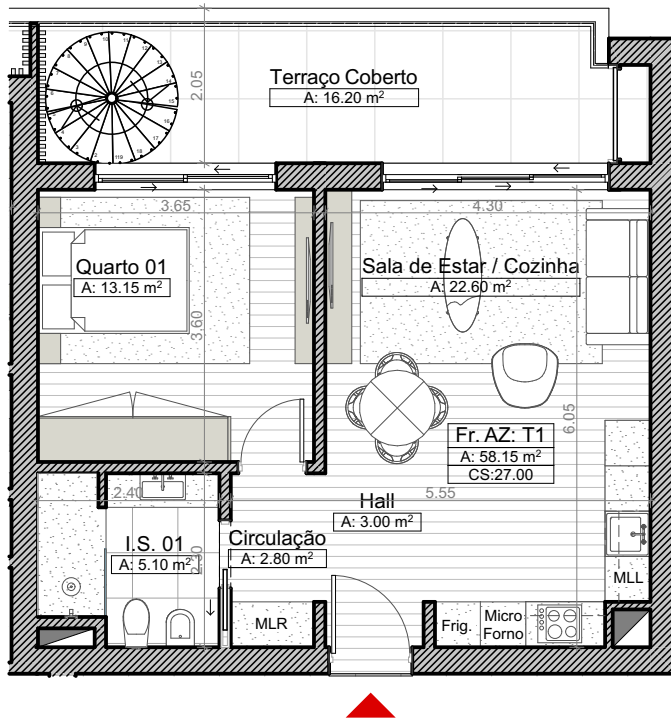 2.05
Terraço Coberto
A: 16.20 m²
3.65
4.30
Quarto 01
A: 13.15 m²
Sala de Estar / Cozinha
A: 22.60 m²
3.60
6.05
Fr. AZ: T1
A: 58.15 m²
CS:27.00
2.40
5.55
Hall
A: 3.00 m²
I.S. 01
A: 5.10 m²
Circulação
A: 2.80 m²
MLL
MLR
Frig.
Micro
Forno